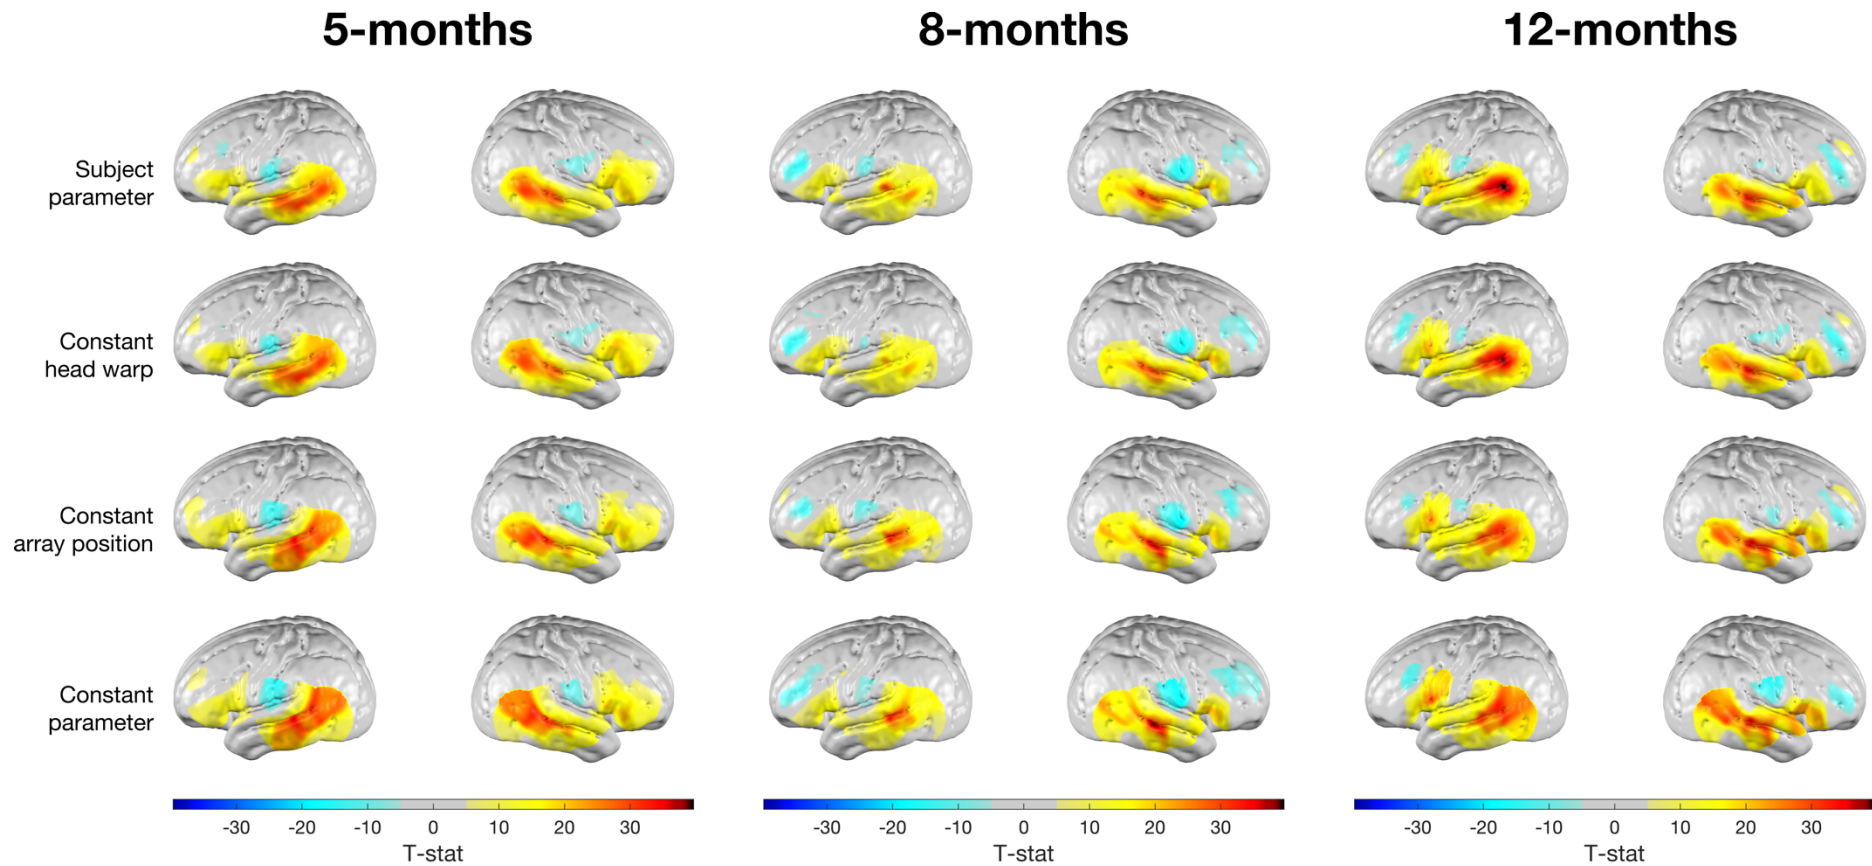 5-months 8-months 12-months
Subject
parameter
Constant
head warp
Constant
array position
Constant
parameter
-30 -20 -10 0 10 20 30
T-stat
-30 -20 -10 0 10 20 30
T-stat
-30 -20 -10 0 10 20 30
T-stat